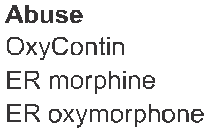 Abuse
OxyContin
ER morphine
ER oxymorphone